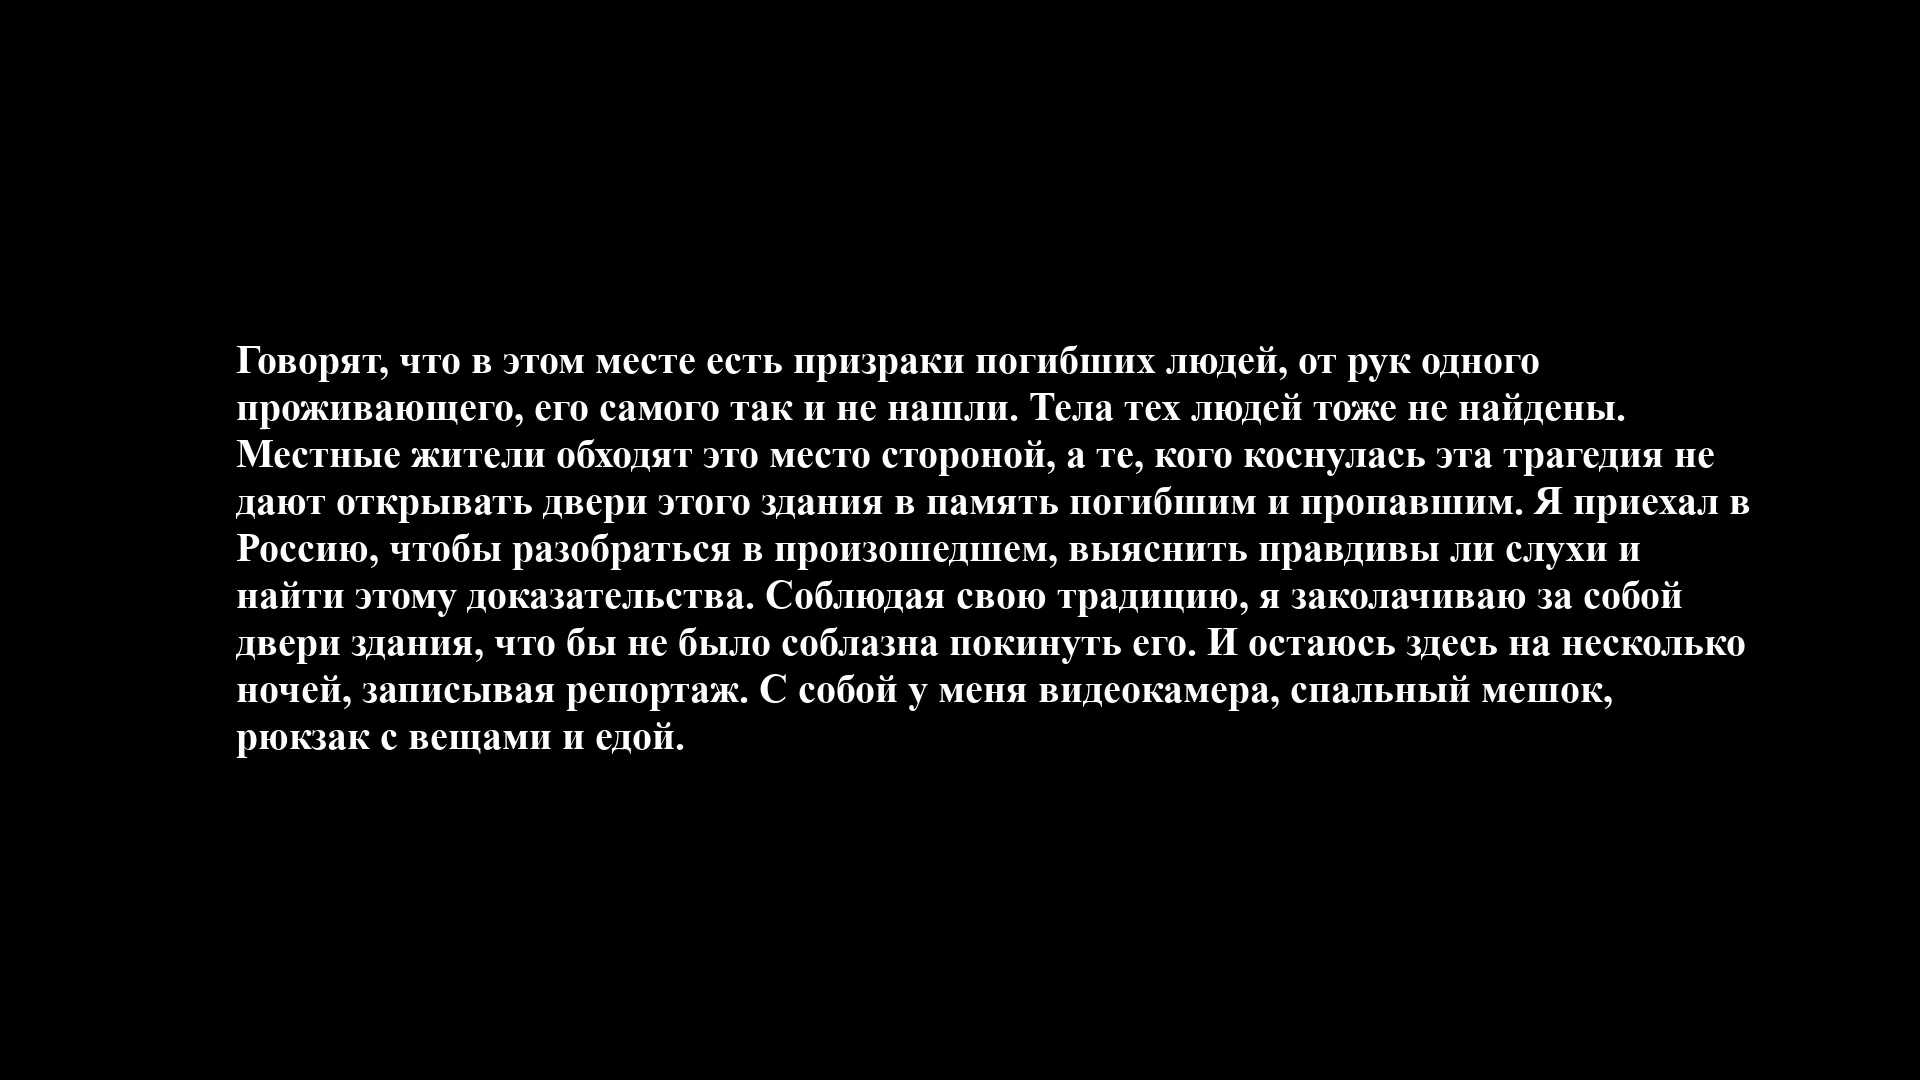 Говорят, что в этом месте есть призраки погибших людей, от рук одного
проживающего, его самого так и не нашли. Тела тех людей тоже не найдены.
Местные жители обходят это место стороной, а те, кого коснулась эта трагедия не
дают открывать двери этого здания в память погибшим и пропавшим. Я приехал в
Россию, чтобы разобраться в произошедшем, выяснить правдивы ли слухи и
найти этому доказательства. Соблюдая свою традицию, я заколачиваю за собой
двери здания, что бы не было соблазна покинуть его. И остаюсь здесь на несколько
ночей, записывая репортаж. С собой у меня видеокамера, спальный мешок,
рюкзак с вещами и едой.